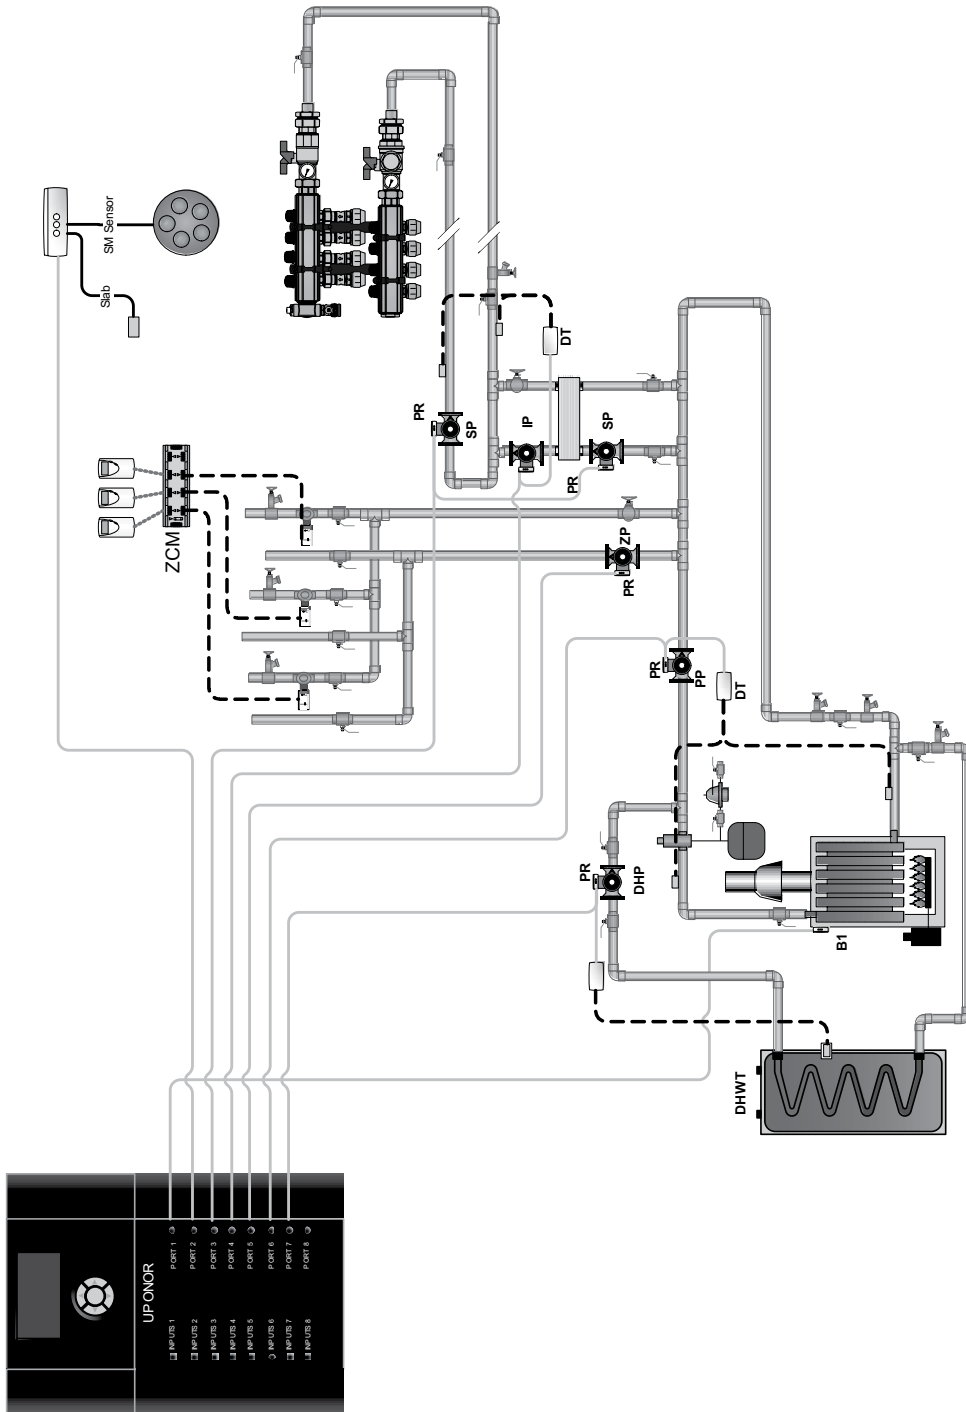 SM Sensor
Slab
DT
PR
SP
IP
SP
PR
ZCM
ZP
PR
PR
PP
DT
PR
DHP
B1
DHWT
UPONOR
PORT 1
PORT 2
PORT 3
PORT 4
PORT 5
PORT 6
PORT 7
PORT 8
INPUTS 1
INPUTS 2
INPUTS 3
INPUTS 4
INPUTS 5
INPUTS 6
INPUTS 7
INPUTS 8